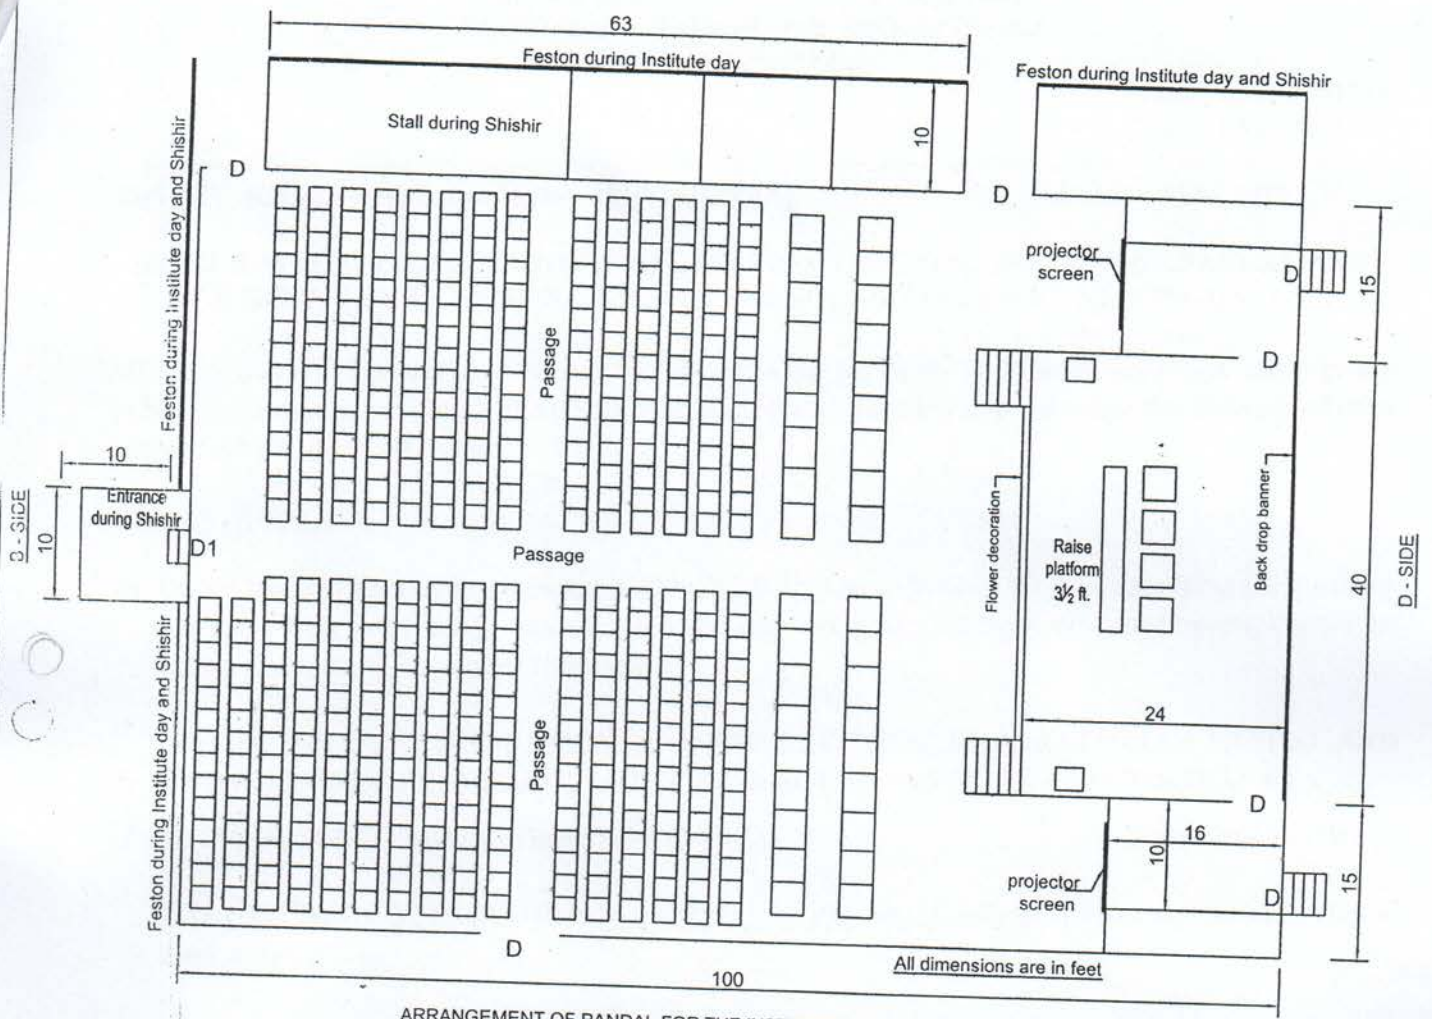 63
Feston during Institute day
Feston during Institute day and Shishir
Feston during Institute day and Shishir
Stall during Shishir
10
D
D
projector
screen
D
15
Passage
D
10
Entrance
during Shishir
10
D1
Passage
Flower decoration
Raise
platform
3½ ft.
Back drop banner
40
D - SIDE
- SIDE
Feston during Institute day and Shishir
Passage
24
D
16
10
projector
screen
D
15
D
All dimensions are in feet
100
ARRANGEMENT OF PANDAL FOR THE